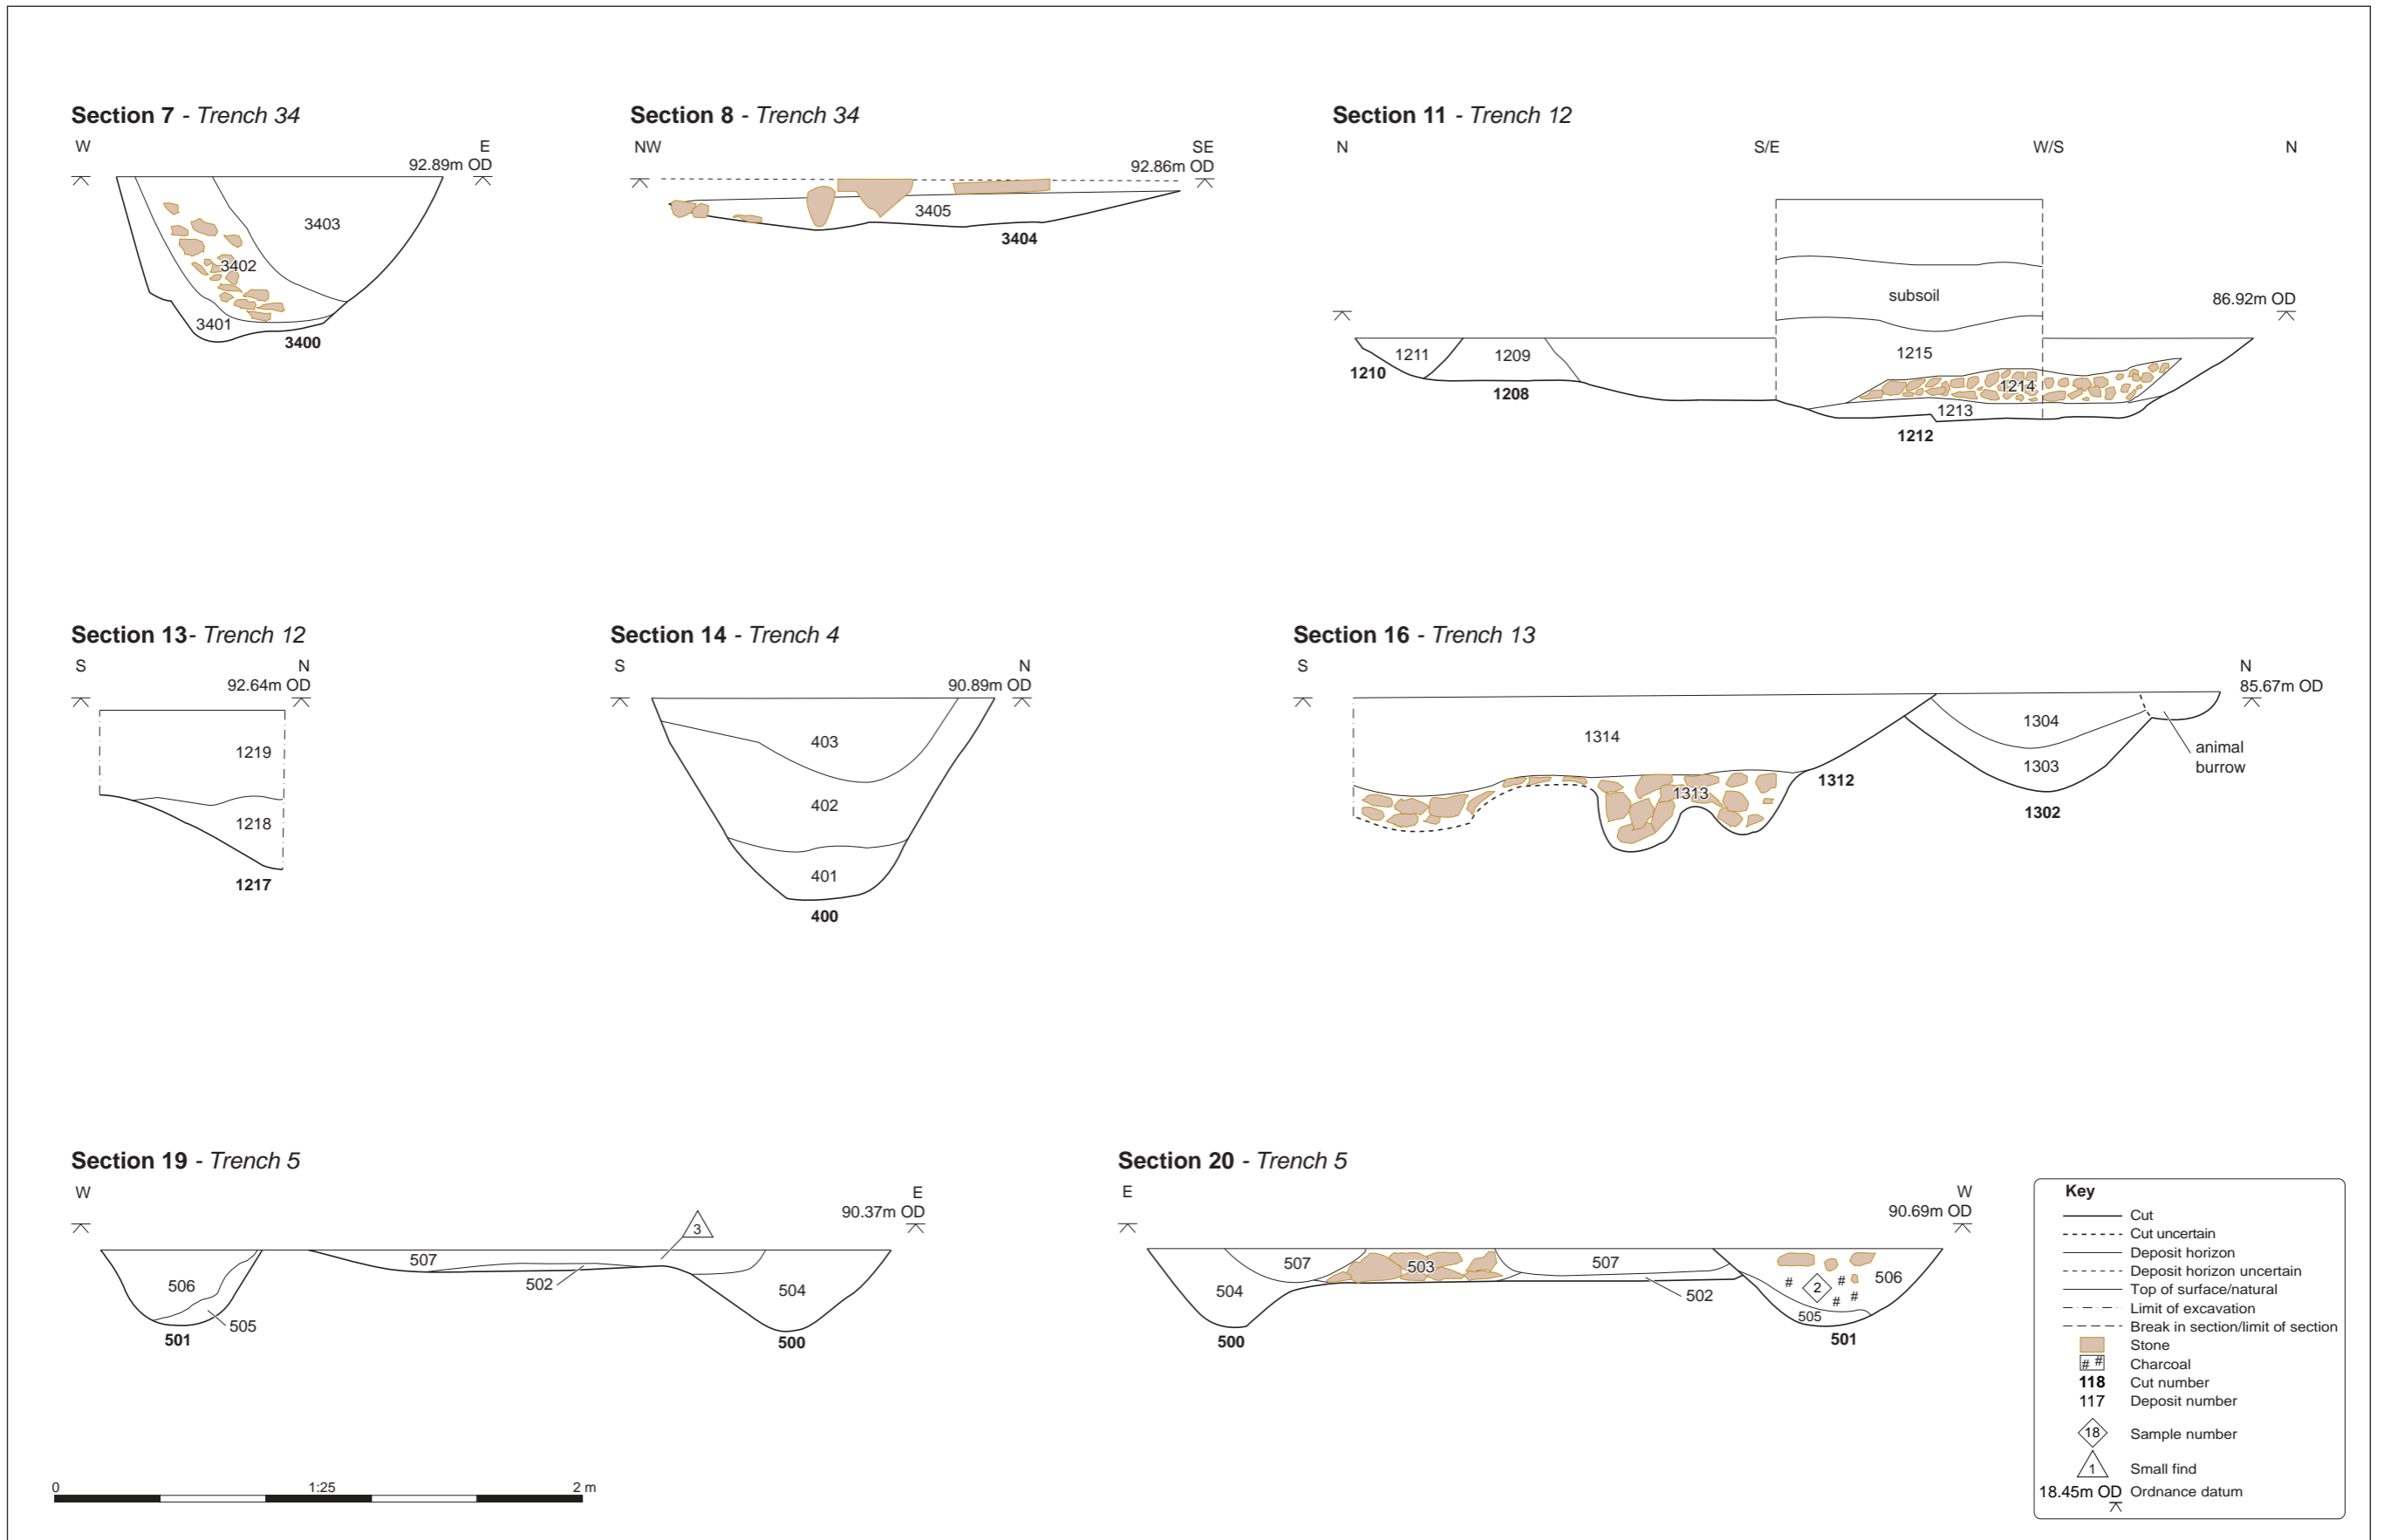 Section 7 - Trench 34
W E
92.89m OD
3403
3402
3401
3400
Section 8 - Trench 34
NW SE
92.86m OD
3405
3404
Section 11 - Trench 12
N S/E W/S N
subsoil
86.92m OD
1211 1209 1215
1210
1208
1214
1213
1212
Section 13- Trench 12
S N
92.64m OD
1219
1218
1217
Section 14 - Trench 4
S N
90.89m OD
403
402
401
400
Section 16 - Trench 13
S N
85.67m OD
1304
1314
animal
burrow
1303
1312
1313
1302
Section 19 - Trench 5
W E
90.37m OD
3
507
506
502
504
505
501
500
Section 20 - Trench 5
E W
90.69m OD
507 503 507
504
506
2
502
505
500
501
Key
Cut
Cut uncertain
Deposit horizon
Deposit horizon uncertain
Top of surface/natural
Limit of excavation
Break in section/limit of section
Stone
# # Charcoal
118 Cut number
117 Deposit number
18 Sample number
1 Small find
18.45m OD Ordnance datum
0 1:25 2 m